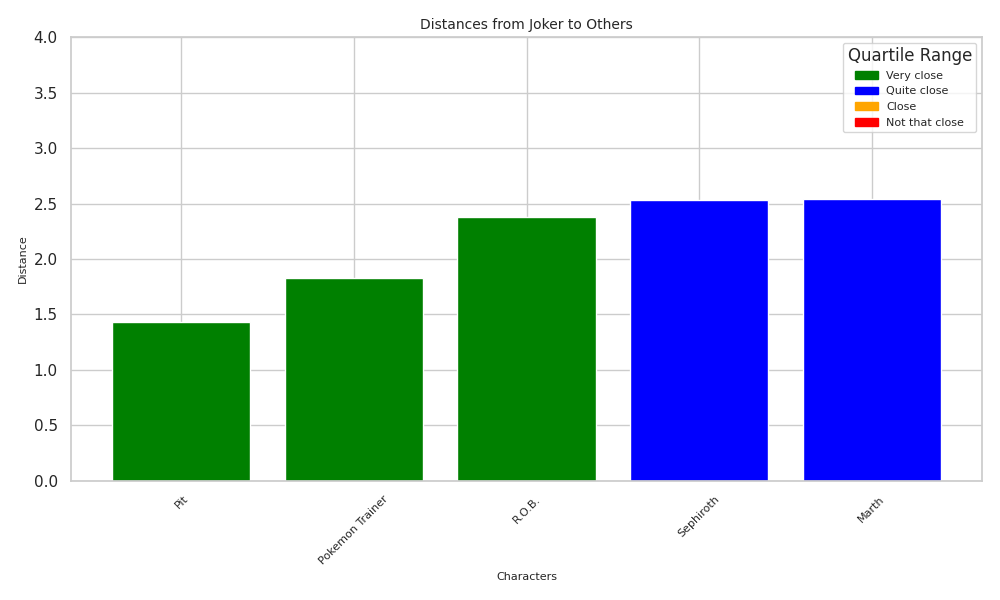 Distances from Joker to Others
4.0
3.5
3.0
2.5
2.0
1.5
1.0
0.5
0.0
Distance
Quartile Range
Very close
Quite close
Close
Not that close
Pit
Pokemon Trainer
R.O.B.
Sephiroth
Marth
Characters